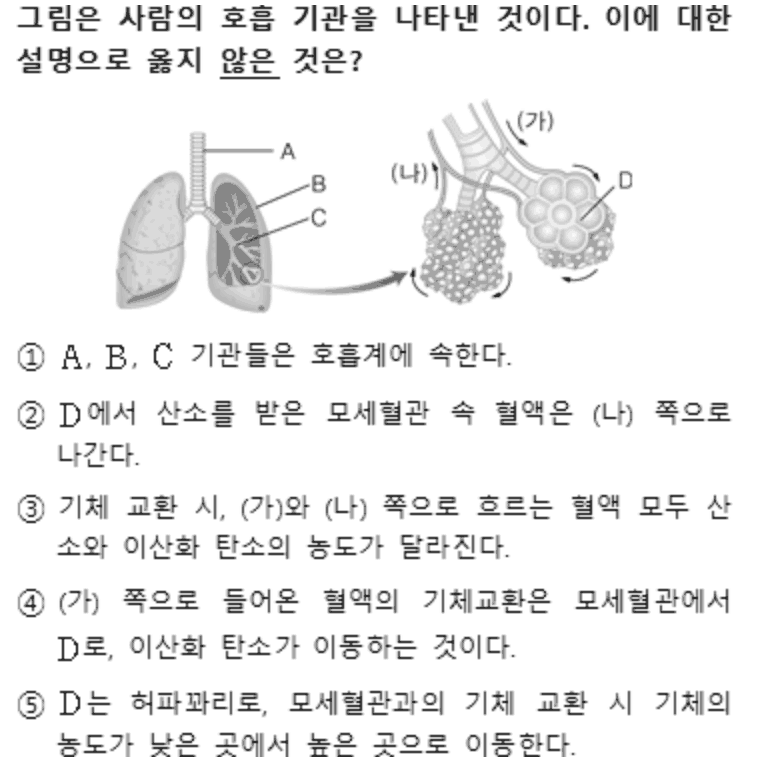 그림은 사람의 호흡 기관을 나타낸 것이다. 이에 대한
설명으로 옳지 않은 것은?
(가)
A
(나)
D
B
C
① A, B, C 기관들은 호흡계에 속한다.
② D에서 산소를 받은 모세혈관 속 혈액은 (나) 쪽으로
나간다.
③ 기체 교환 시, (가)와 (나) 쪽으로 흐르는 혈액 모두 산
소와 이산화 탄소의 농도가 달라진다.
④ (가) 쪽으로 들어온 혈액의 기체교환은 모세혈관에서
D로, 이산화 탄소가 이동하는 것이다.
⑤ D는 허파꽈리로, 모세혈관과의 기체 교환 시 기체의
농도가 낮은 곳에서 높은 곳으로 이동한다.